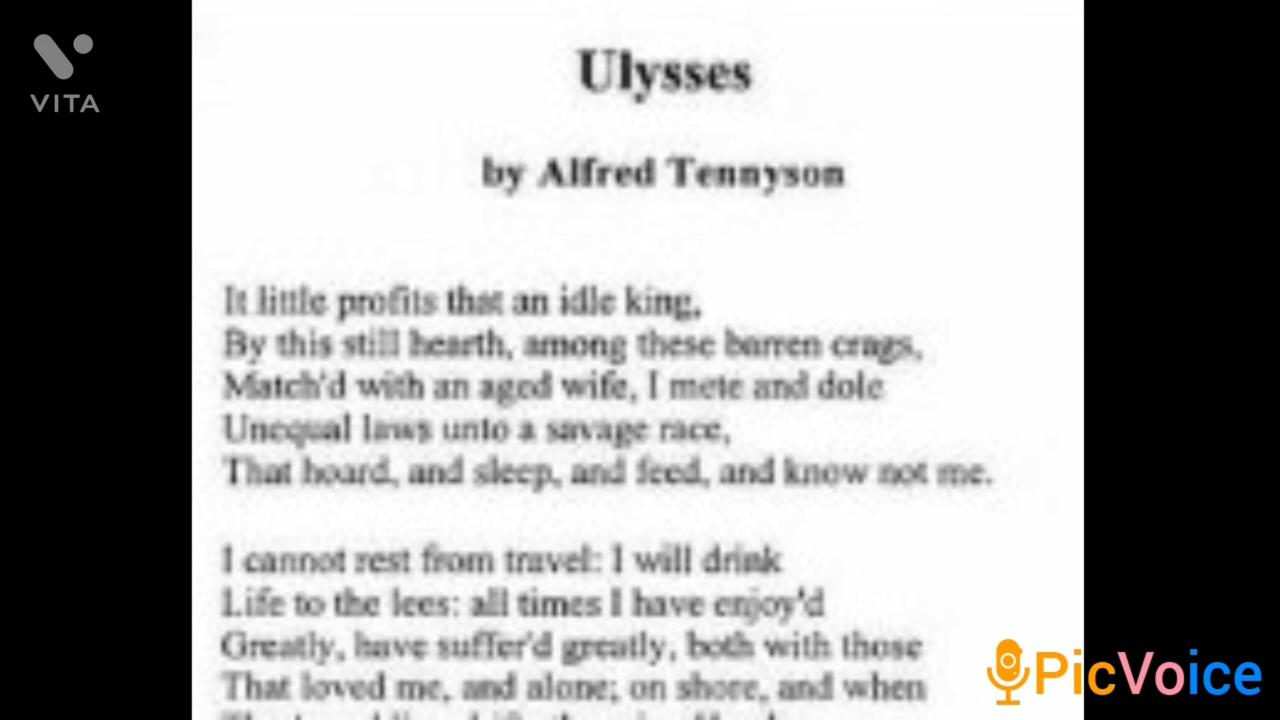 VITA
Ulysses
by Alfred Tennyson
It little profits that an idle king,
By this still hearth, among these barren crags,
Match'd with an aged wife, I mete and dole
Unequal laws unto a savage race,
That hoard, and sleep, and feed, and know not me.
I cannot rest from travel: I will drink
Life to the lees: all times I have enjoy'd
Greatly, have suffer'd greatly, both with those
That loved me, and alone; on shore, and when
PicVoice